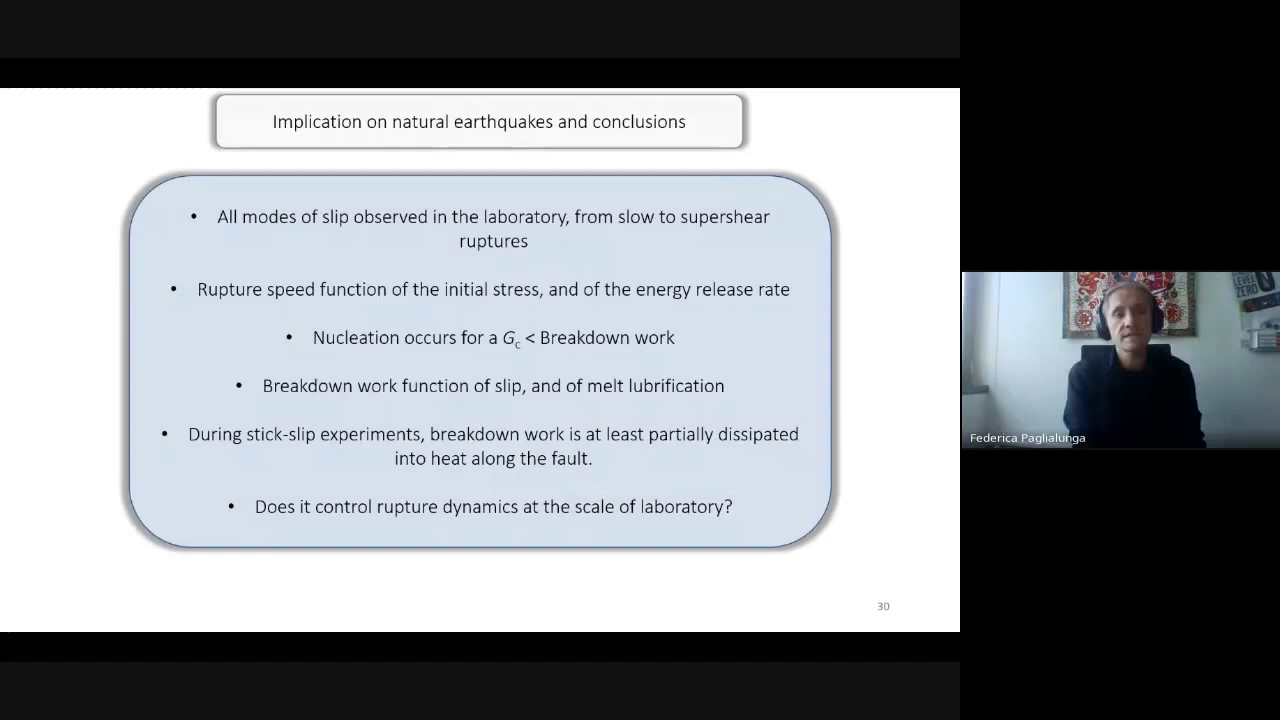 Implication on natural earthquakes and conclusions
• All modes of slip observed in the laboratory, from slow to supershear
ruptures
• Rupture speed function of the initial stress, and of the energy release rate
• Nucleation occurs for a Gc < Breakdown work
• Breakdown work function of slip, and of melt lubrification
• During stick-slip experiments, breakdown work is at least partially dissipated
into heat along the fault.
• Does it control rupture dynamics at the scale of laboratory?
30
LEVEL
ZERO
Federica Paglialunga